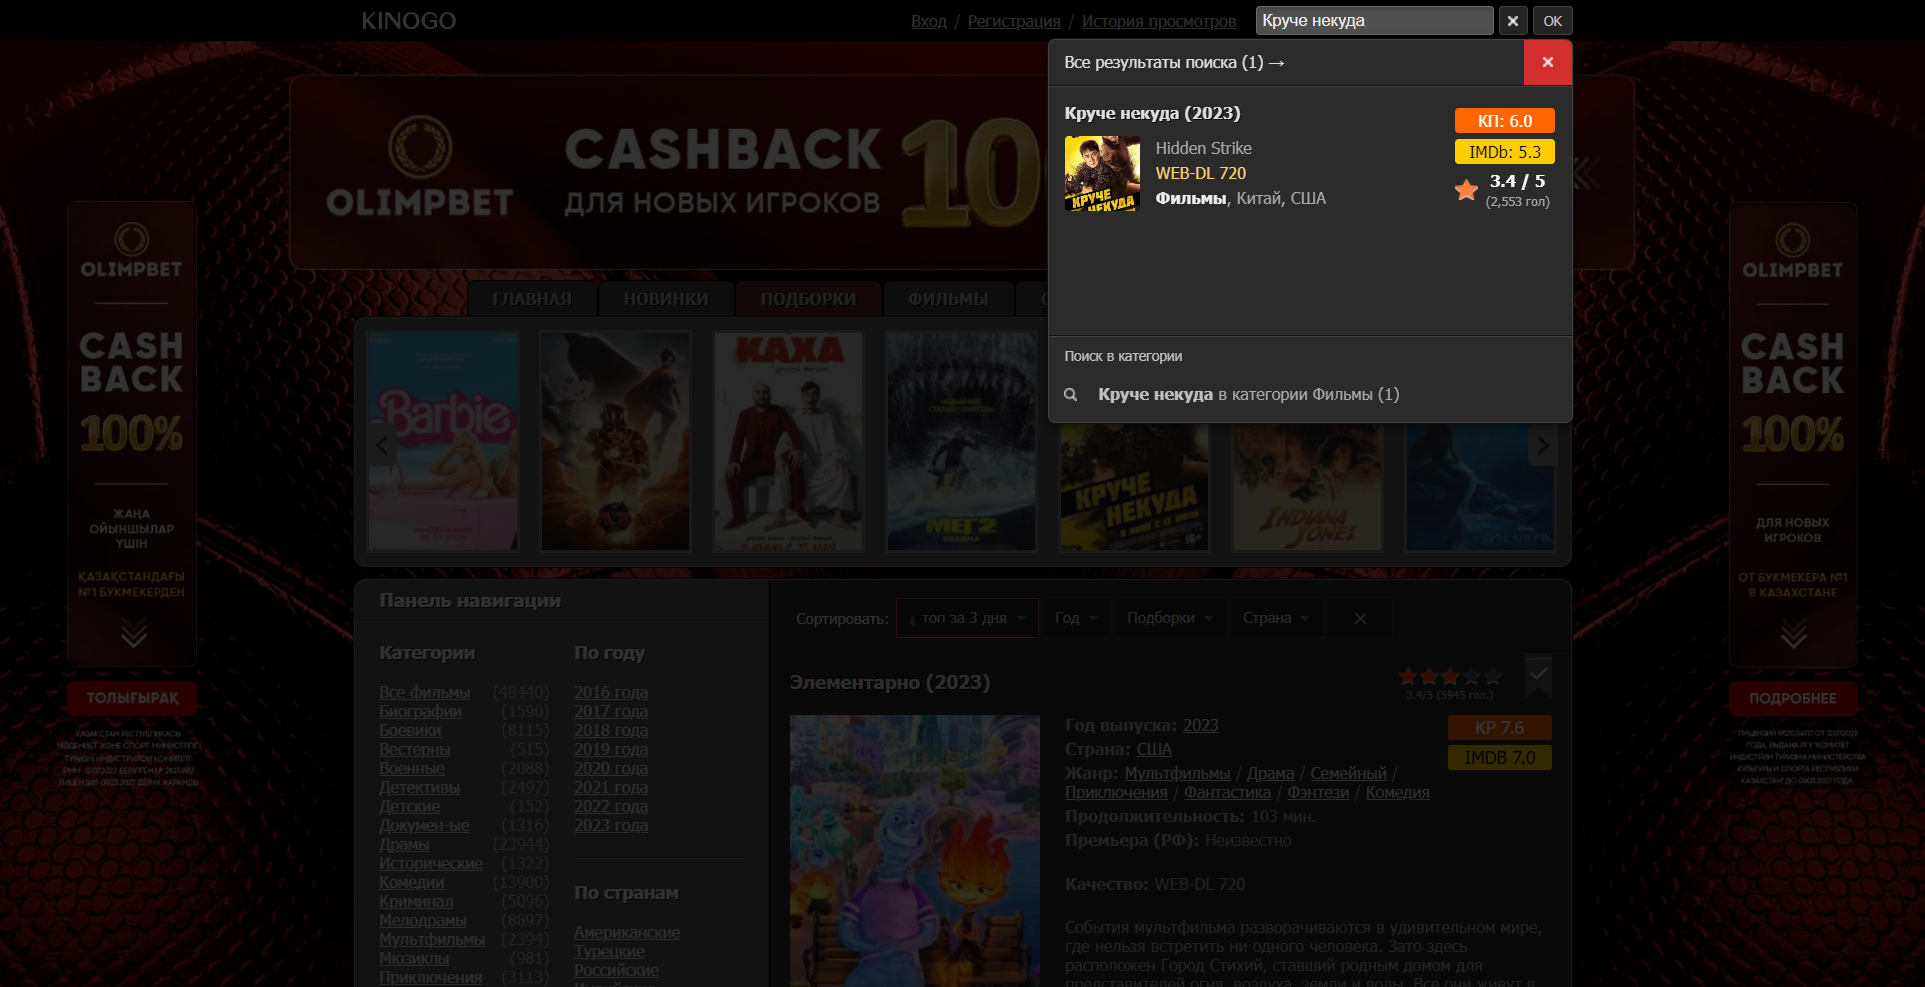 KINOGO
Вход / Регистрация / История просмотров
Круче некуда
OK
Все результаты поиска (1) →
Круче некуда (2023)
Hidden Strike
WEB-DL 720
Фильмы, Китай, США
КП: 6.0
IMDb: 5.3
3.4 / 5
(2,553 гол)
Поиск в категории
Круче некуда в категории Фильмы (1)
OLIMPBET
CASHBACK
ДЛЯ НОВЫХ ИГРОКОВ
OLIMPBET
CASH
BACK
100%
ЖАҢА
ОЙЫНШЫЛАР
ҮШІН
ҚАЗАҚСТАНДАҒЫ
№1 БУКМЕКЕРДЕН
ТОЛЫҒЫРАҚ
OLIMPBET
CASH
BACK
100%
ДЛЯ НОВЫХ
ИГРОКОВ
ОТ БУКМЕКЕРА №1
В КАЗАХСТАНЕ
ПОДРОБНЕЕ
ГЛАВНАЯ
НОВИНКИ
ПОДБОРКИ
ФИЛЬМЫ
Barbie
КАХА
МЕГ 2
БЕЗДНА
КРУЧЕ
НЕКУДА
INDIANA
JONES
Панель навигации
Категории
Все фильмы (48440)
Биографии (1590)
Боевики (8115)
Вестерны (515)
Военные (2088)
Детективы (2497)
Детские (152)
Докумен-ые (1316)
Драмы (23944)
Исторические (1322)
Комедии (13900)
Криминал (5096)
Мелодрамы (8897)
Мультфильмы (2394)
Мюзиклы (981)
Приключения (3113)
По году
2016 года
2017 года
2018 года
2019 года
2020 года
2021 года
2022 года
2023 года
По странам
Американские
Турецкие
Российские
Сортировать: ↓ топ за 3 дня
Год
Подборки
Страна
Элементарно (2023)
3.4/5 (5945 гол.)
Год выпуска: 2023
Страна: США
Жанр: Мультфильмы / Драма / Семейный /
Приключения / Фантастика / Фэнтези / Комедия
Продолжительность: 103 мин.
Премьера (РФ): Неизвестно
Качество: WEB-DL 720
KP 7.6
IMDB 7.0
События мультфильма разворачиваются в удивительном мире,
где нельзя встретить ни одного человека. Зато здесь
расположен Город Стихий, ставший родным домом для
представителей огня, воздуха, земли и воды. Все они живут в